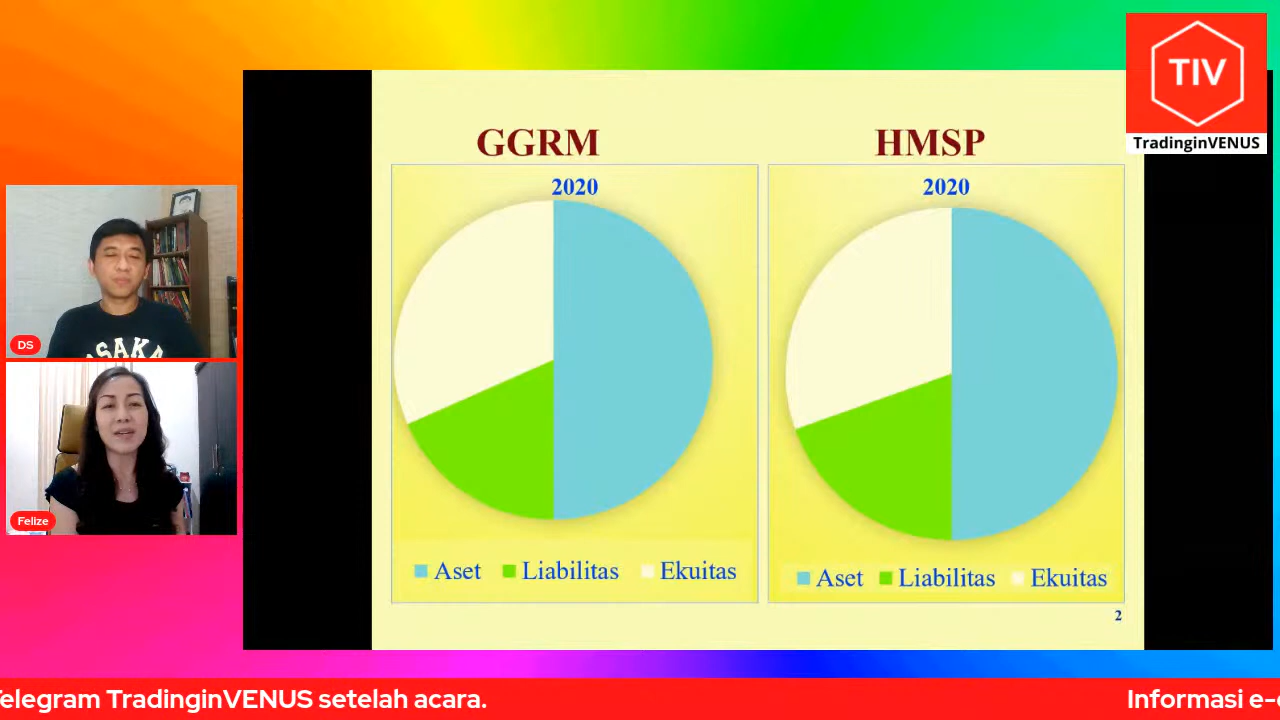 TIV
TradinginVENUS
GGRM
HMSP
2020
2020
Aset Liabilitas Ekuitas
Aset Liabilitas Ekuitas
2
DS
Felize
elegram TradinginVENUS setelah acara.
Informasi e-